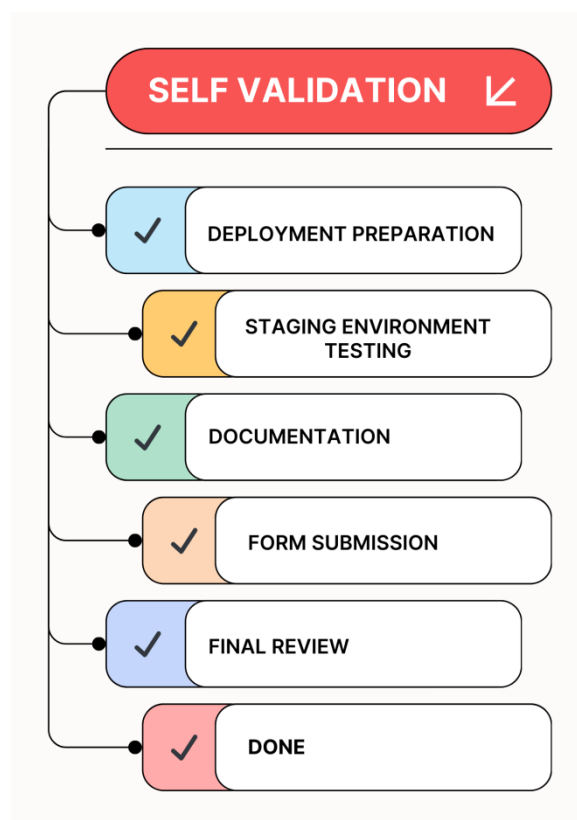 SELF VALIDATION
DEPLOYMENT PREPARATION
STAGING ENVIRONMENT
TESTING
DOCUMENTATION
FORM SUBMISSION
FINAL REVIEW
DONE